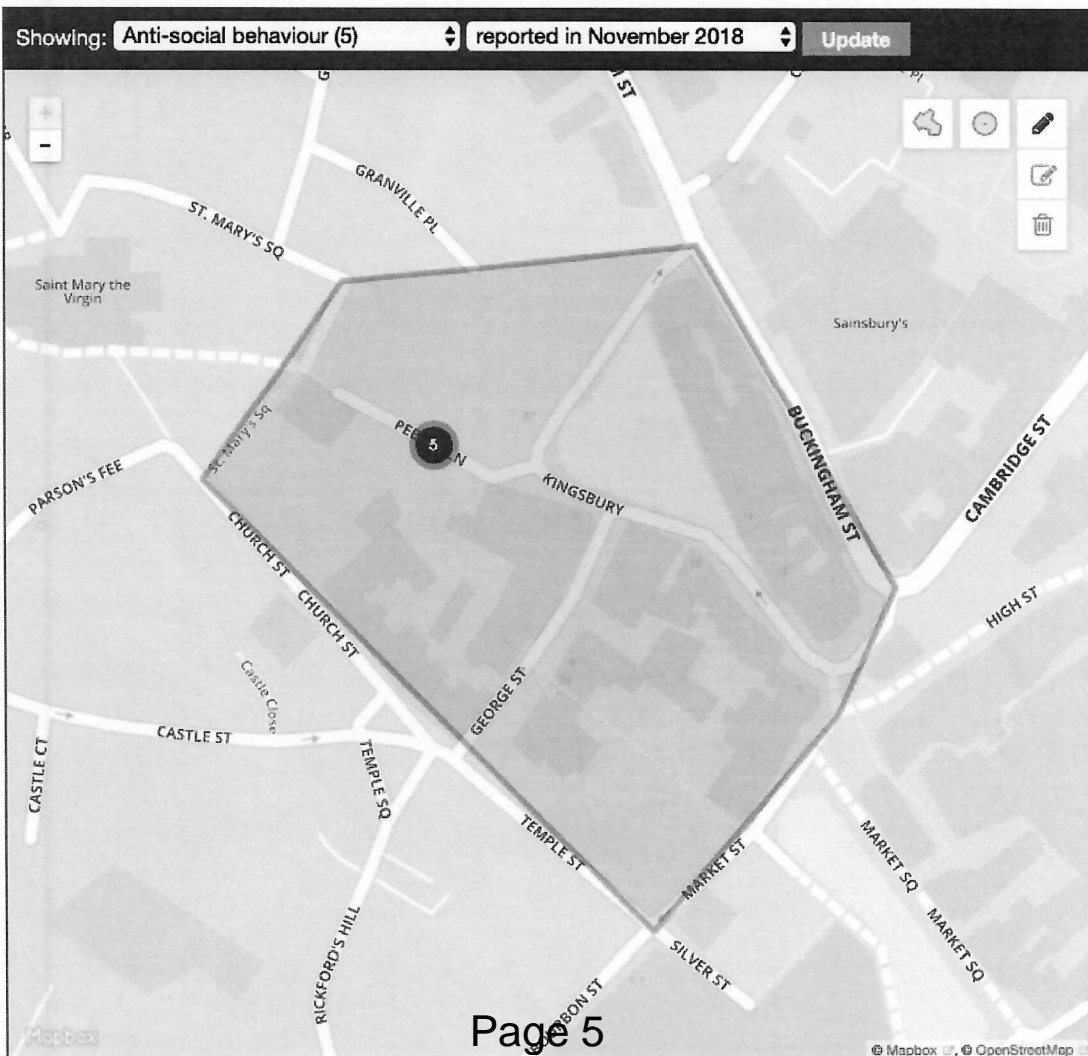 Showing: Anti-social behaviour (5) reported in November 2018 Update
+
-
ST. MARY'S SQ
GRANVILLE PL
Saint Mary the
Virgin
Sainsbury's
St. Mary's Sq
5
KINGSBURY
BUCKINGHAM ST
CAMBRIDGE ST
PARSON'S FEE
CHURCH ST
CHURCH ST
HIGH ST
Castle Close
GEORGE ST
CASTLE ST
CASTLE CT
TEMPLE SQ
TEMPLE ST
MARKET ST
MARKET SQ
MARKET SQ
RICKFORD'S HILL
SILVER ST
Page 5
Mapbox
© Mapbox © OpenStreetMap